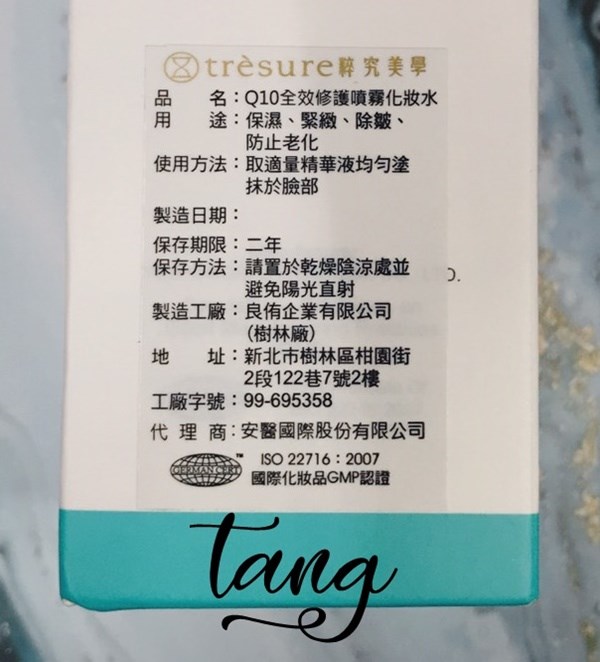 trèsure粹究美學
品　　名：Q10全效修護噴霧化妝水
用　　途：保濕、緊緻、除皺、
防止老化
使用方法：取適量精華液均勻塗
抹於臉部
製造日期：
保存期限：二年
保存方法：請置於乾燥陰涼處並
避免陽光直射
製造工廠：良侑企業有限公司
(樹林廠)
地　　址：新北市樹林區柑園街
2段122巷7號2樓
工廠字號：99-695358
代 理 商：安醫國際股份有限公司
GERMAN CERT ™
ISO 22716：2007
國際化妝品GMP認證
tang